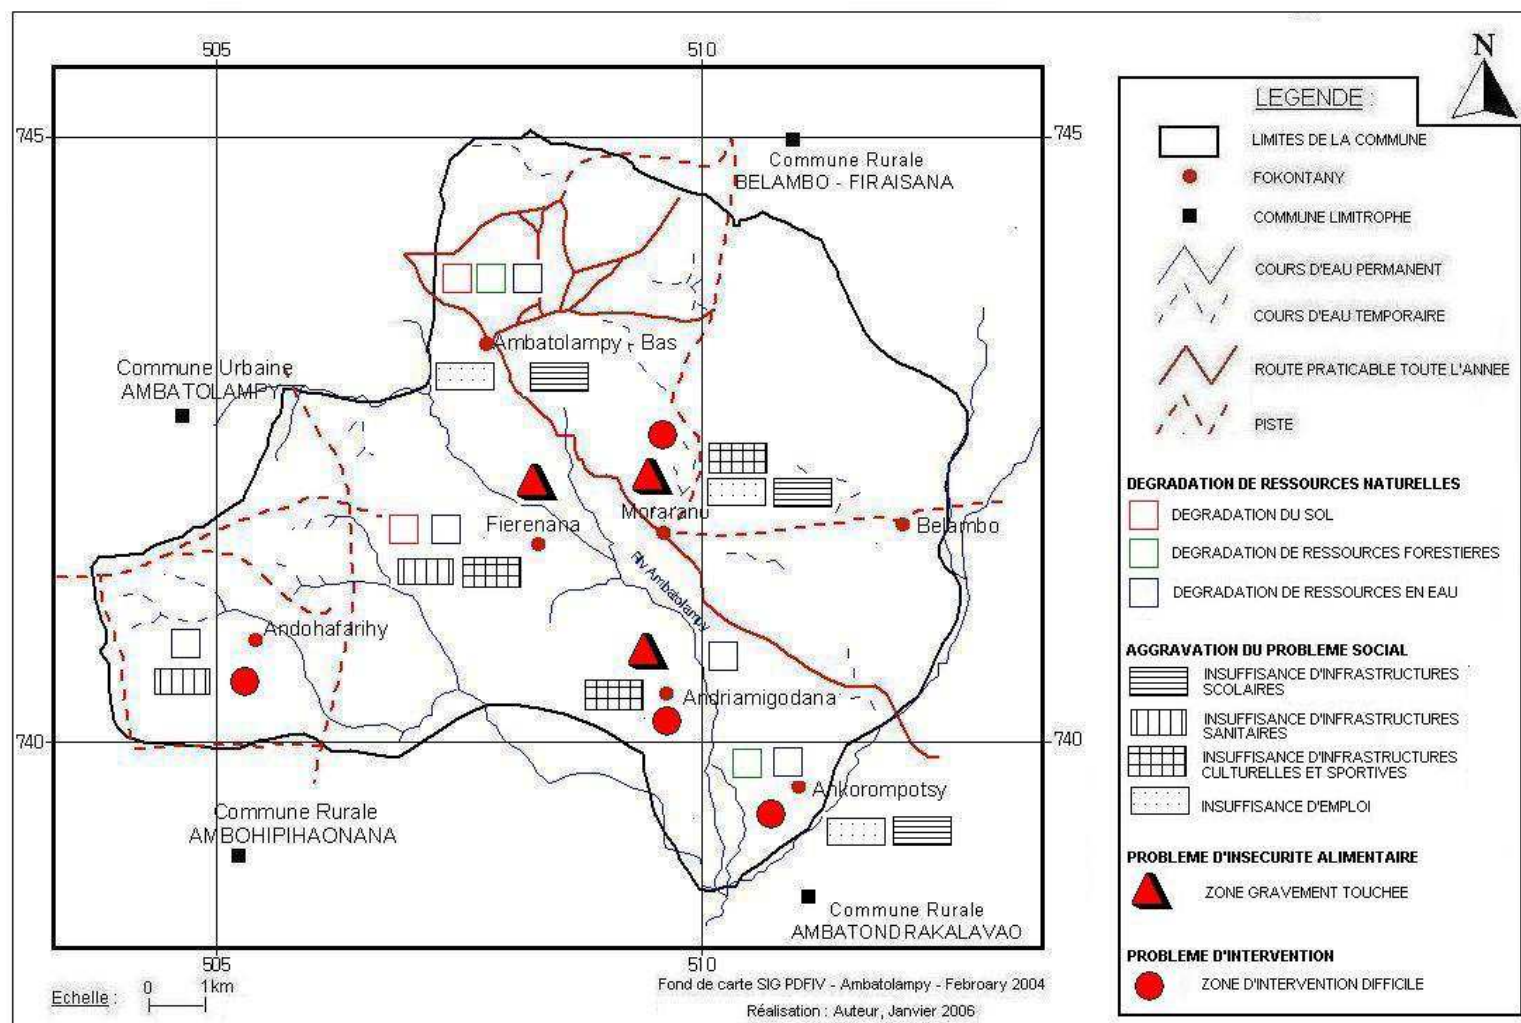 505
510
N
745
745
Commune Rurale
BELAMBO - FIRAISANA
Ambatolampy - Bas
Commune Urbaine
AMBATOLAMPY
Fierenana
Moraranu
Belambo
Riv Ambatolampy
Andohafarihy
Andriamigodana
740
740
Ankorompotsy
Commune Rurale
AMBOHIPIHAONANA
Commune Rurale
AMBATONDRAKALAVAO
505
510
Echelle :
0
1km
Fond de carte SIG PDFIV - Ambatolampy - Febroary 2004
Réalisation : Auteur, Janvier 2006
LEGENDE :
LIMITES DE LA COMMUNE
FOKONTANY
COMMUNE LIMITROPHE
COURS D'EAU PERMANENT
COURS D'EAU TEMPORAIRE
ROUTE PRATICABLE TOUTE L'ANNEE
PISTE
DEGRADATION DE RESSOURCES NATURELLES
DEGRADATION DU SOL
DEGRADATION DE RESSOURCES FORESTIERES
DEGRADATION DE RESSOURCES EN EAU
AGGRAVATION DU PROBLEME SOCIAL
INSUFFISANCE D'INFRASTRUCTURES
SCOLAIRES
INSUFFISANCE D'INFRASTRUCTURES
SANITAIRES
INSUFFISANCE D'INFRASTRUCTURES
CULTURELLES ET SPORTIVES
INSUFFISANCE D'EMPLOI
PROBLEME D'INSECURITE ALIMENTAIRE
ZONE GRAVEMENT TOUCHEE
PROBLEME D'INTERVENTION
ZONE D'INTERVENTION DIFFICILE